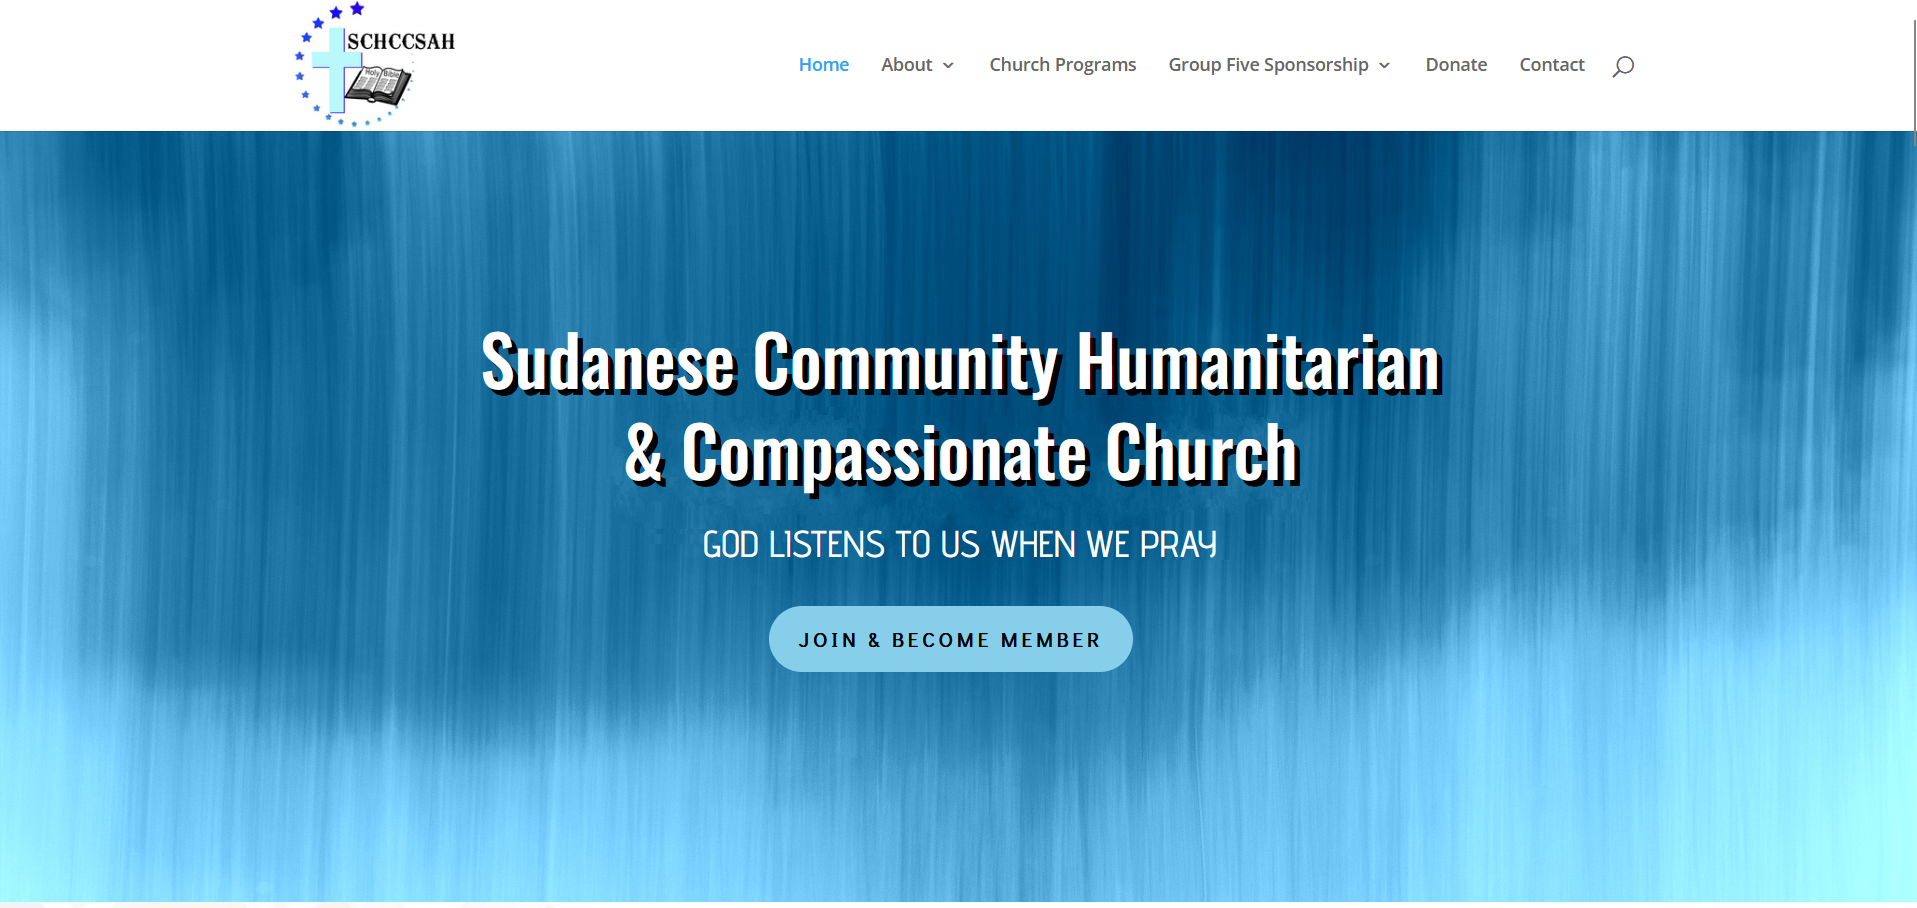 SCHCCSAH
Holy Bible
Home About Church Programs Group Five Sponsorship Donate Contact
Sudanese Community Humanitarian
& Compassionate Church
GOD LISTENS TO US WHEN WE PRAY
JOIN & BECOME MEMBER